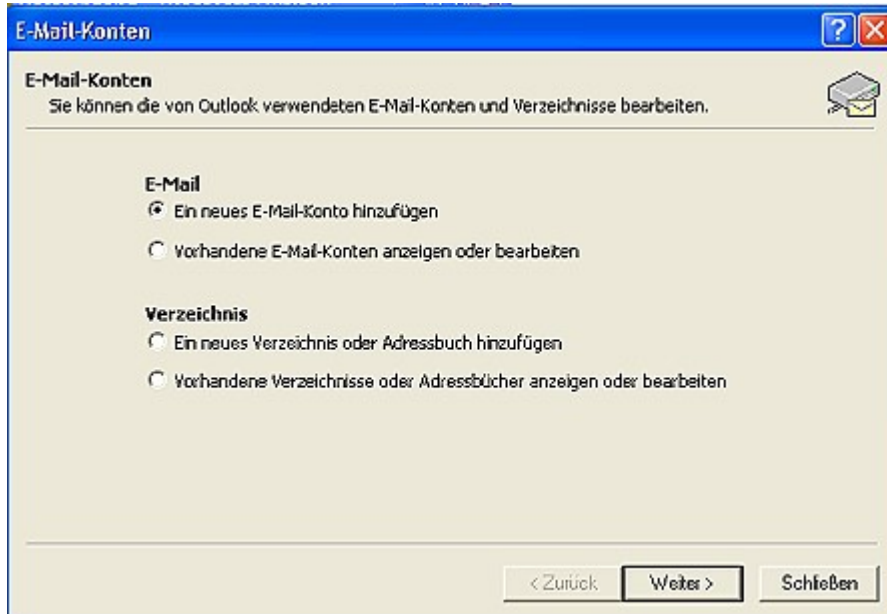 E-Mail-Konten
E-Mail-Konten
Sie können die von Outlook verwendeten E-Mail-Konten und Verzeichnisse bearbeiten.
E-Mail
Ein neues E-Mail-Konto hinzufügen
Vorhandene E-Mail-Konten anzeigen oder bearbeiten
Verzeichnis
Ein neues Verzeichnis oder Adressbuch hinzufügen
Vorhandene Verzeichnisse oder Adressbücher anzeigen oder bearbeiten
< Zurück Weiter > Schließen